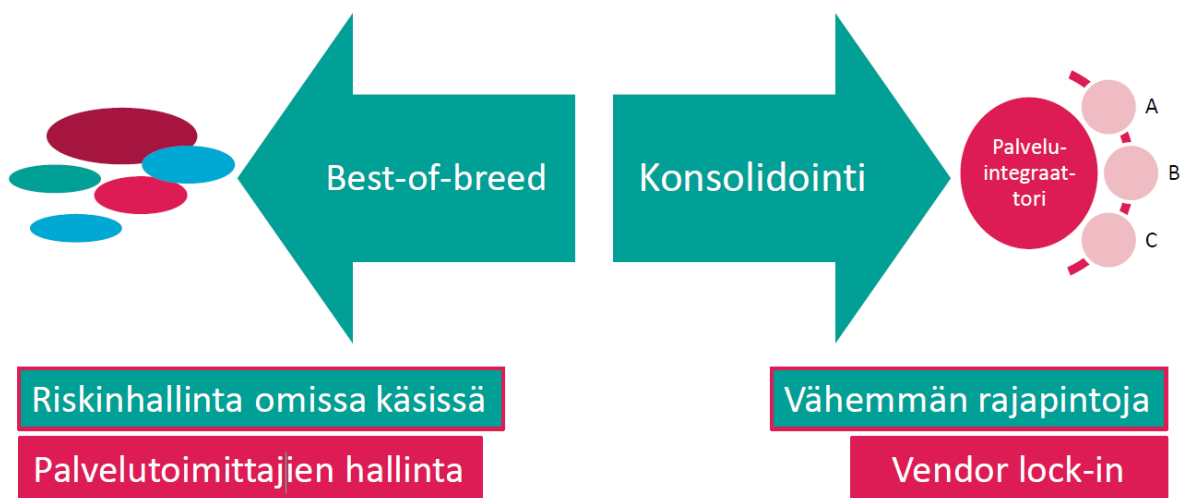 Best-of-breed
Konsolidointi
Palvelu-
integraat-
tori
A
B
C
Riskinhallinta omissa käsissä
Palvelutoimittajien hallinta
Vähemmän rajapintoja
Vendor lock-in